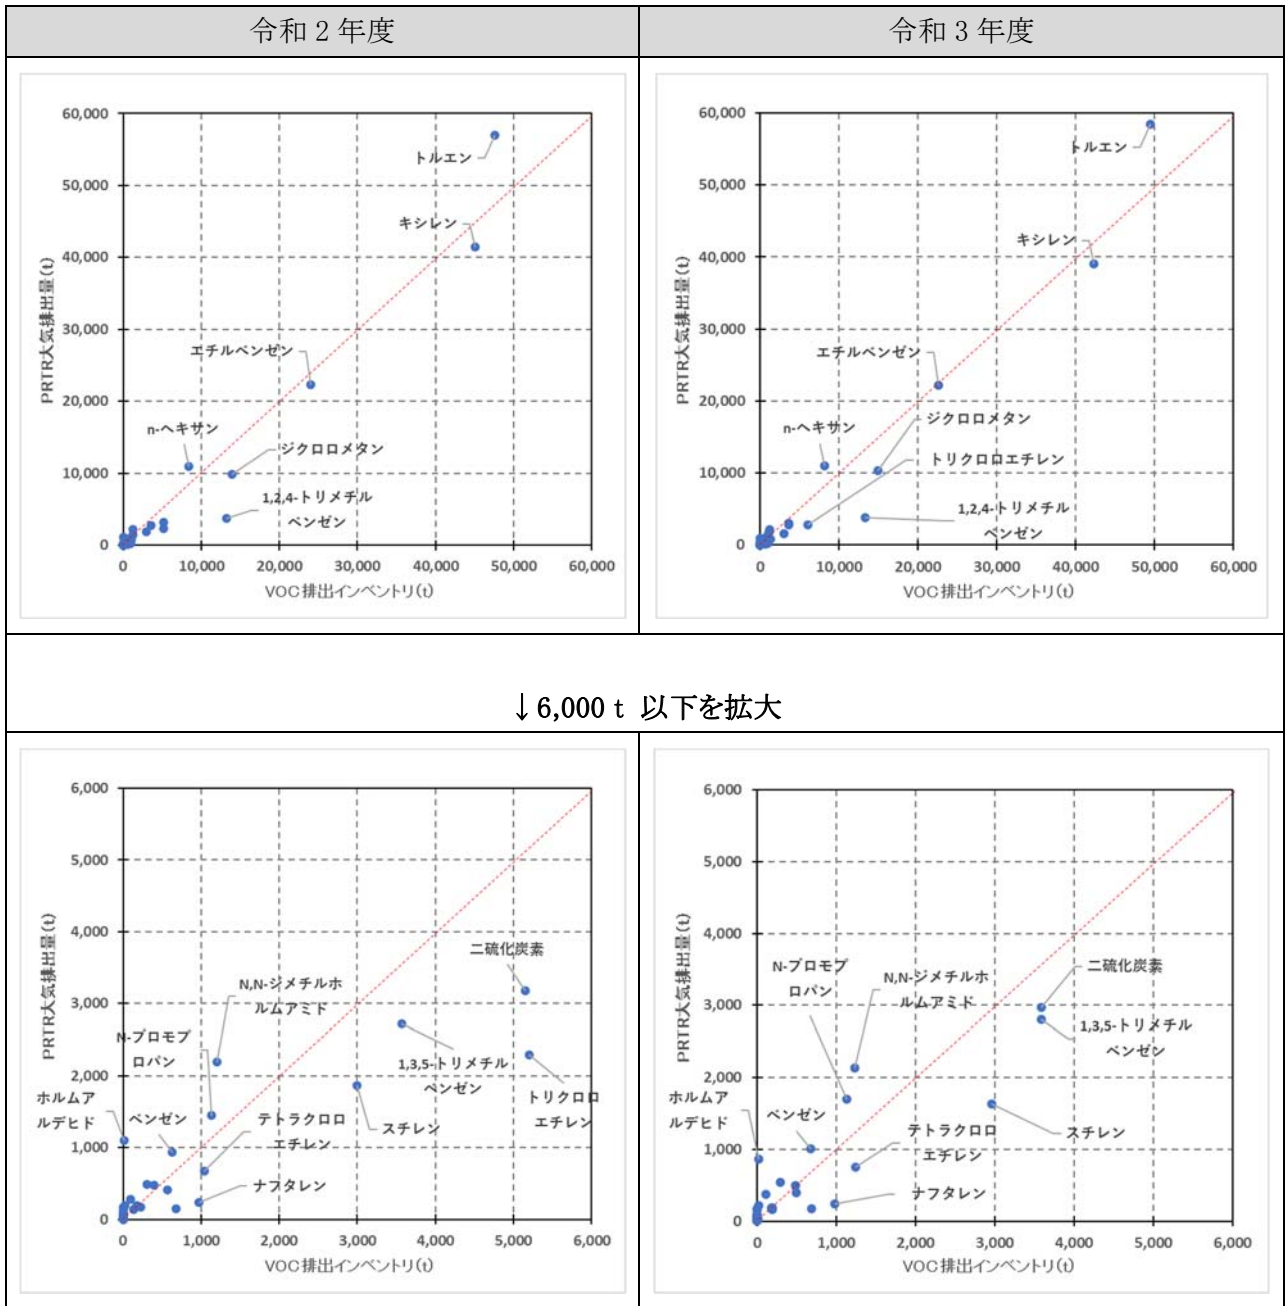 令和２年度
令和３年度
60,000
50,000
40,000
30,000
20,000
10,000
0
PRTR大気排出量(t)
トルエン
キシレン
エチルベンゼン
n-ヘキサン
ジクロロメタン
1,2,4-トリメチル
ベンゼン
0 10,000 20,000 30,000 40,000 50,000 60,000
VOC排出インベントリ(t)
60,000
50,000
40,000
30,000
20,000
10,000
0
PRTR大気排出量(t)
トルエン
キシレン
エチルベンゼン
n-ヘキサン
ジクロロメタン
トリクロロエチレン
1,2,4-トリメチル
ベンゼン
0 10,000 20,000 30,000 40,000 50,000 60,000
VOC排出インベントリ(t)
↓6,000 t 以下を拡大
6,000
5,000
4,000
3,000
2,000
1,000
0
PRTR大気排出量(t)
二硫化炭素
N,N-ジメチルホ
ルムアミド
N-ブロモプ
ロパン
1,3,5-トリメチル
ベンゼン
トリクロロ
エチレン
ホルムア
ルデヒド
ベンゼン
テトラクロロ
エチレン
スチレン
ナフタレン
0 1,000 2,000 3,000 4,000 5,000 6,000
VOC排出インベントリ(t)
6,000
5,000
4,000
3,000
2,000
1,000
0
PRTR大気排出量(t)
N-ブロモプ
ロパン
N,N-ジメチルホ
ルムアミド
二硫化炭素
1,3,5-トリメチル
ベンゼン
ホルムア
ルデヒド
ベンゼン
テトラクロロ
エチレン
スチレン
ナフタレン
0 1,000 2,000 3,000 4,000 5,000 6,000
VOC排出インベントリ(t)